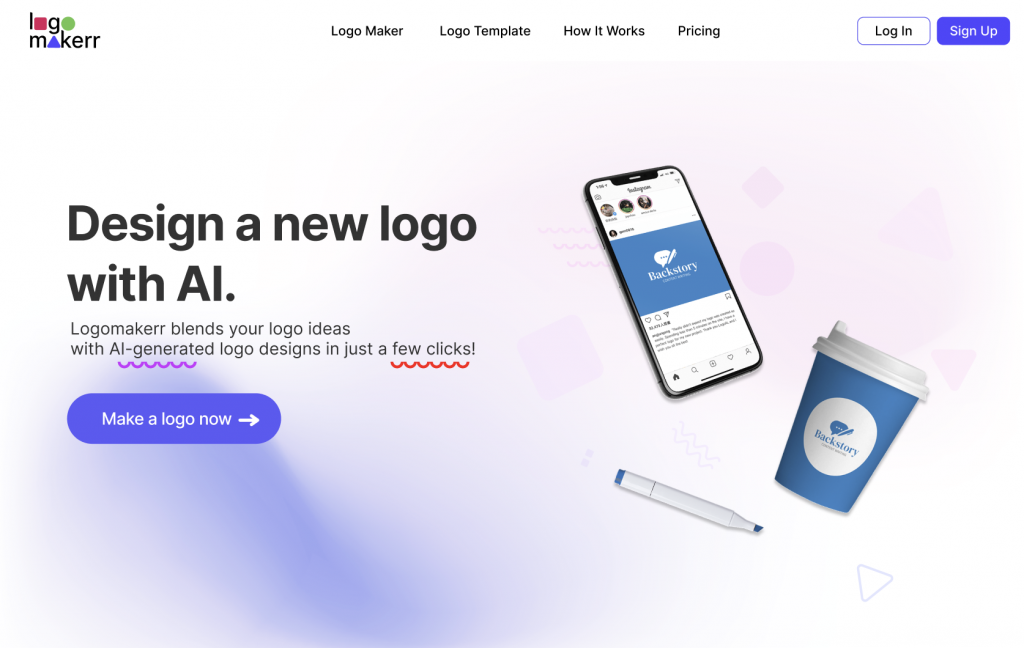 logo
makerr
Logo Maker
Logo Template
How It Works
Pricing
Log In
Sign Up
Design a new logo
with AI.
Logomakerr blends your logo ideas
with AI-generated logo designs in just a few clicks!
Make a logo now
Instagram
Backstory
Backstory